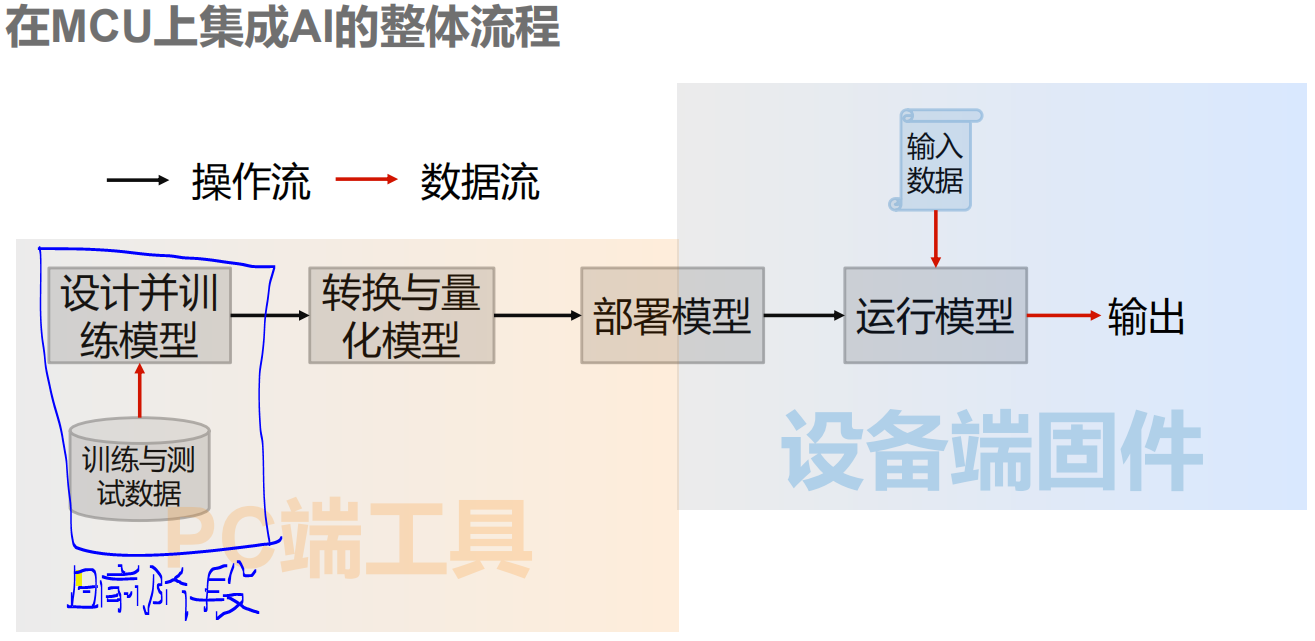 在MCU上集成AI的整体流程
操作流
数据流
输入
数据
设计并训
练模型
转换与量
化模型
部署模型
运行模型
输出
训练与测
试数据
PC端工具
设备端固件
目前阶段